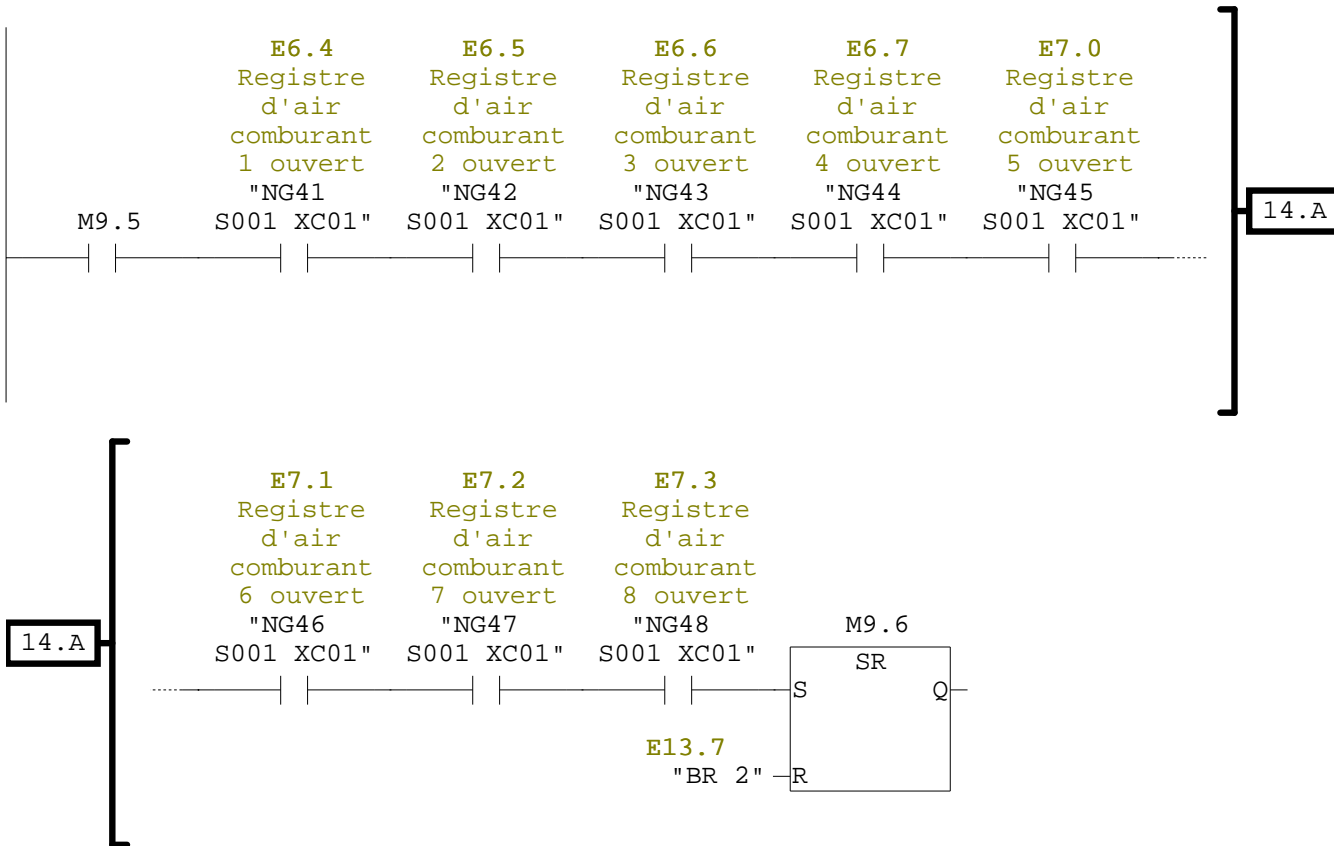 E6.4 E6.5 E6.6 E6.7 E7.0
Registre Registre Registre Registre Registre
d'air d'air d'air d'air d'air
comburant comburant comburant comburant comburant
1 ouvert 2 ouvert 3 ouvert 4 ouvert 5 ouvert
"NG41 "NG42 "NG43 "NG44 "NG45
M9.5 S001 XC01" S001 XC01" S001 XC01" S001 XC01" S001 XC01" 14.A
E7.1 E7.2 E7.3
Registre Registre Registre
d'air d'air d'air
comburant comburant comburant
6 ouvert 7 ouvert 8 ouvert
"NG46 "NG47 "NG48 M9.6
14.A S001 XC01" S001 XC01" S001 XC01" SR
S Q
E13.7
"BR 2" R